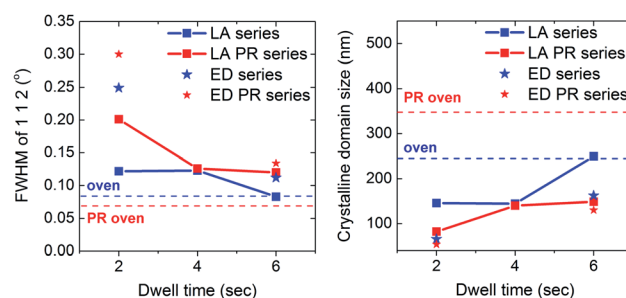 0.35
0.30
0.25
0.20
0.15
0.10
0.05
0.00
FWHM of 1 1 2 (°)
LA series
LA PR series
ED series
ED PR series
oven
PR oven
2 4 6
Dwell time (sec)
500
400
300
200
100
Crystalline domain size (nm)
LA series
LA PR series
ED series
ED PR series
PR oven
oven
2 4 6
Dwell time (sec)